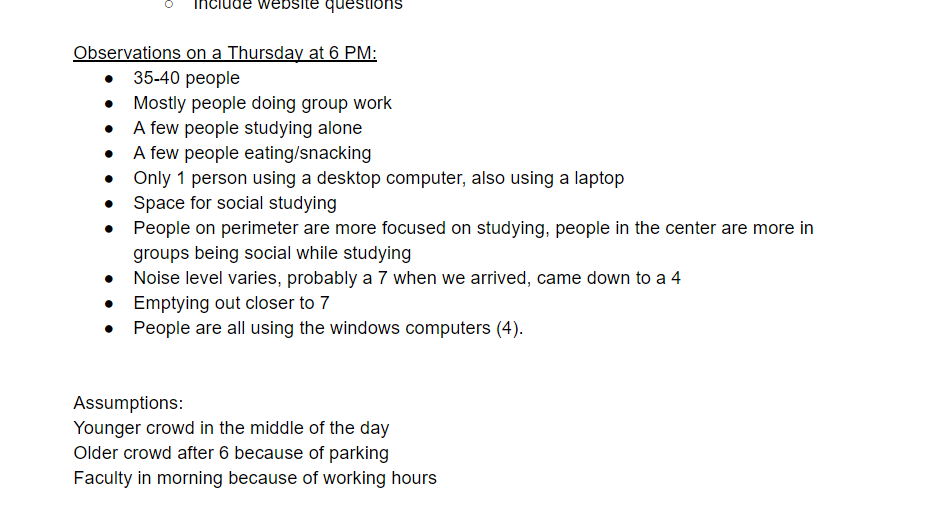 ○ Include website questions
Observations on a Thursday at 6 PM:
● 35-40 people
● Mostly people doing group work
● A few people studying alone
● A few people eating/snacking
● Only 1 person using a desktop computer, also using a laptop
● Space for social studying
● People on perimeter are more focused on studying, people in the center are more in
groups being social while studying
● Noise level varies, probably a 7 when we arrived, came down to a 4
● Emptying out closer to 7
● People are all using the windows computers (4).
Assumptions:
Younger crowd in the middle of the day
Older crowd after 6 because of parking
Faculty in morning because of working hours